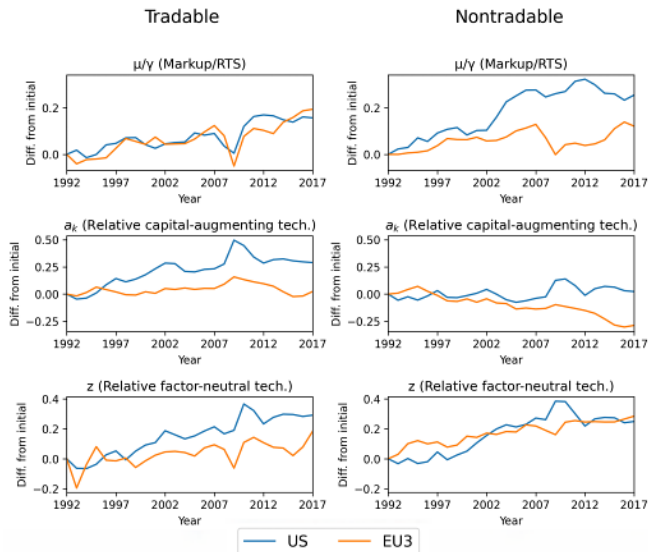 Tradable
Nontradable
μ/γ (Markup/RTS)
Diff. from initial
0.2
0.0
1992 1997 2002 2007 2012 2017
Year
μ/γ (Markup/RTS)
Diff. from initial
0.2
0.0
1992 1997 2002 2007 2012 2017
Year
a_k (Relative capital-augmenting tech.)
Diff. from initial
0.50
0.25
0.00
−0.25
1992 1997 2002 2007 2012 2017
Year
a_k (Relative capital-augmenting tech.)
Diff. from initial
0.50
0.25
0.00
−0.25
1992 1997 2002 2007 2012 2017
Year
z (Relative factor-neutral tech.)
Diff. from initial
0.4
0.2
0.0
−0.2
1992 1997 2002 2007 2012 2017
Year
z (Relative factor-neutral tech.)
Diff. from initial
0.4
0.2
0.0
−0.2
1992 1997 2002 2007 2012 2017
Year
US
EU3